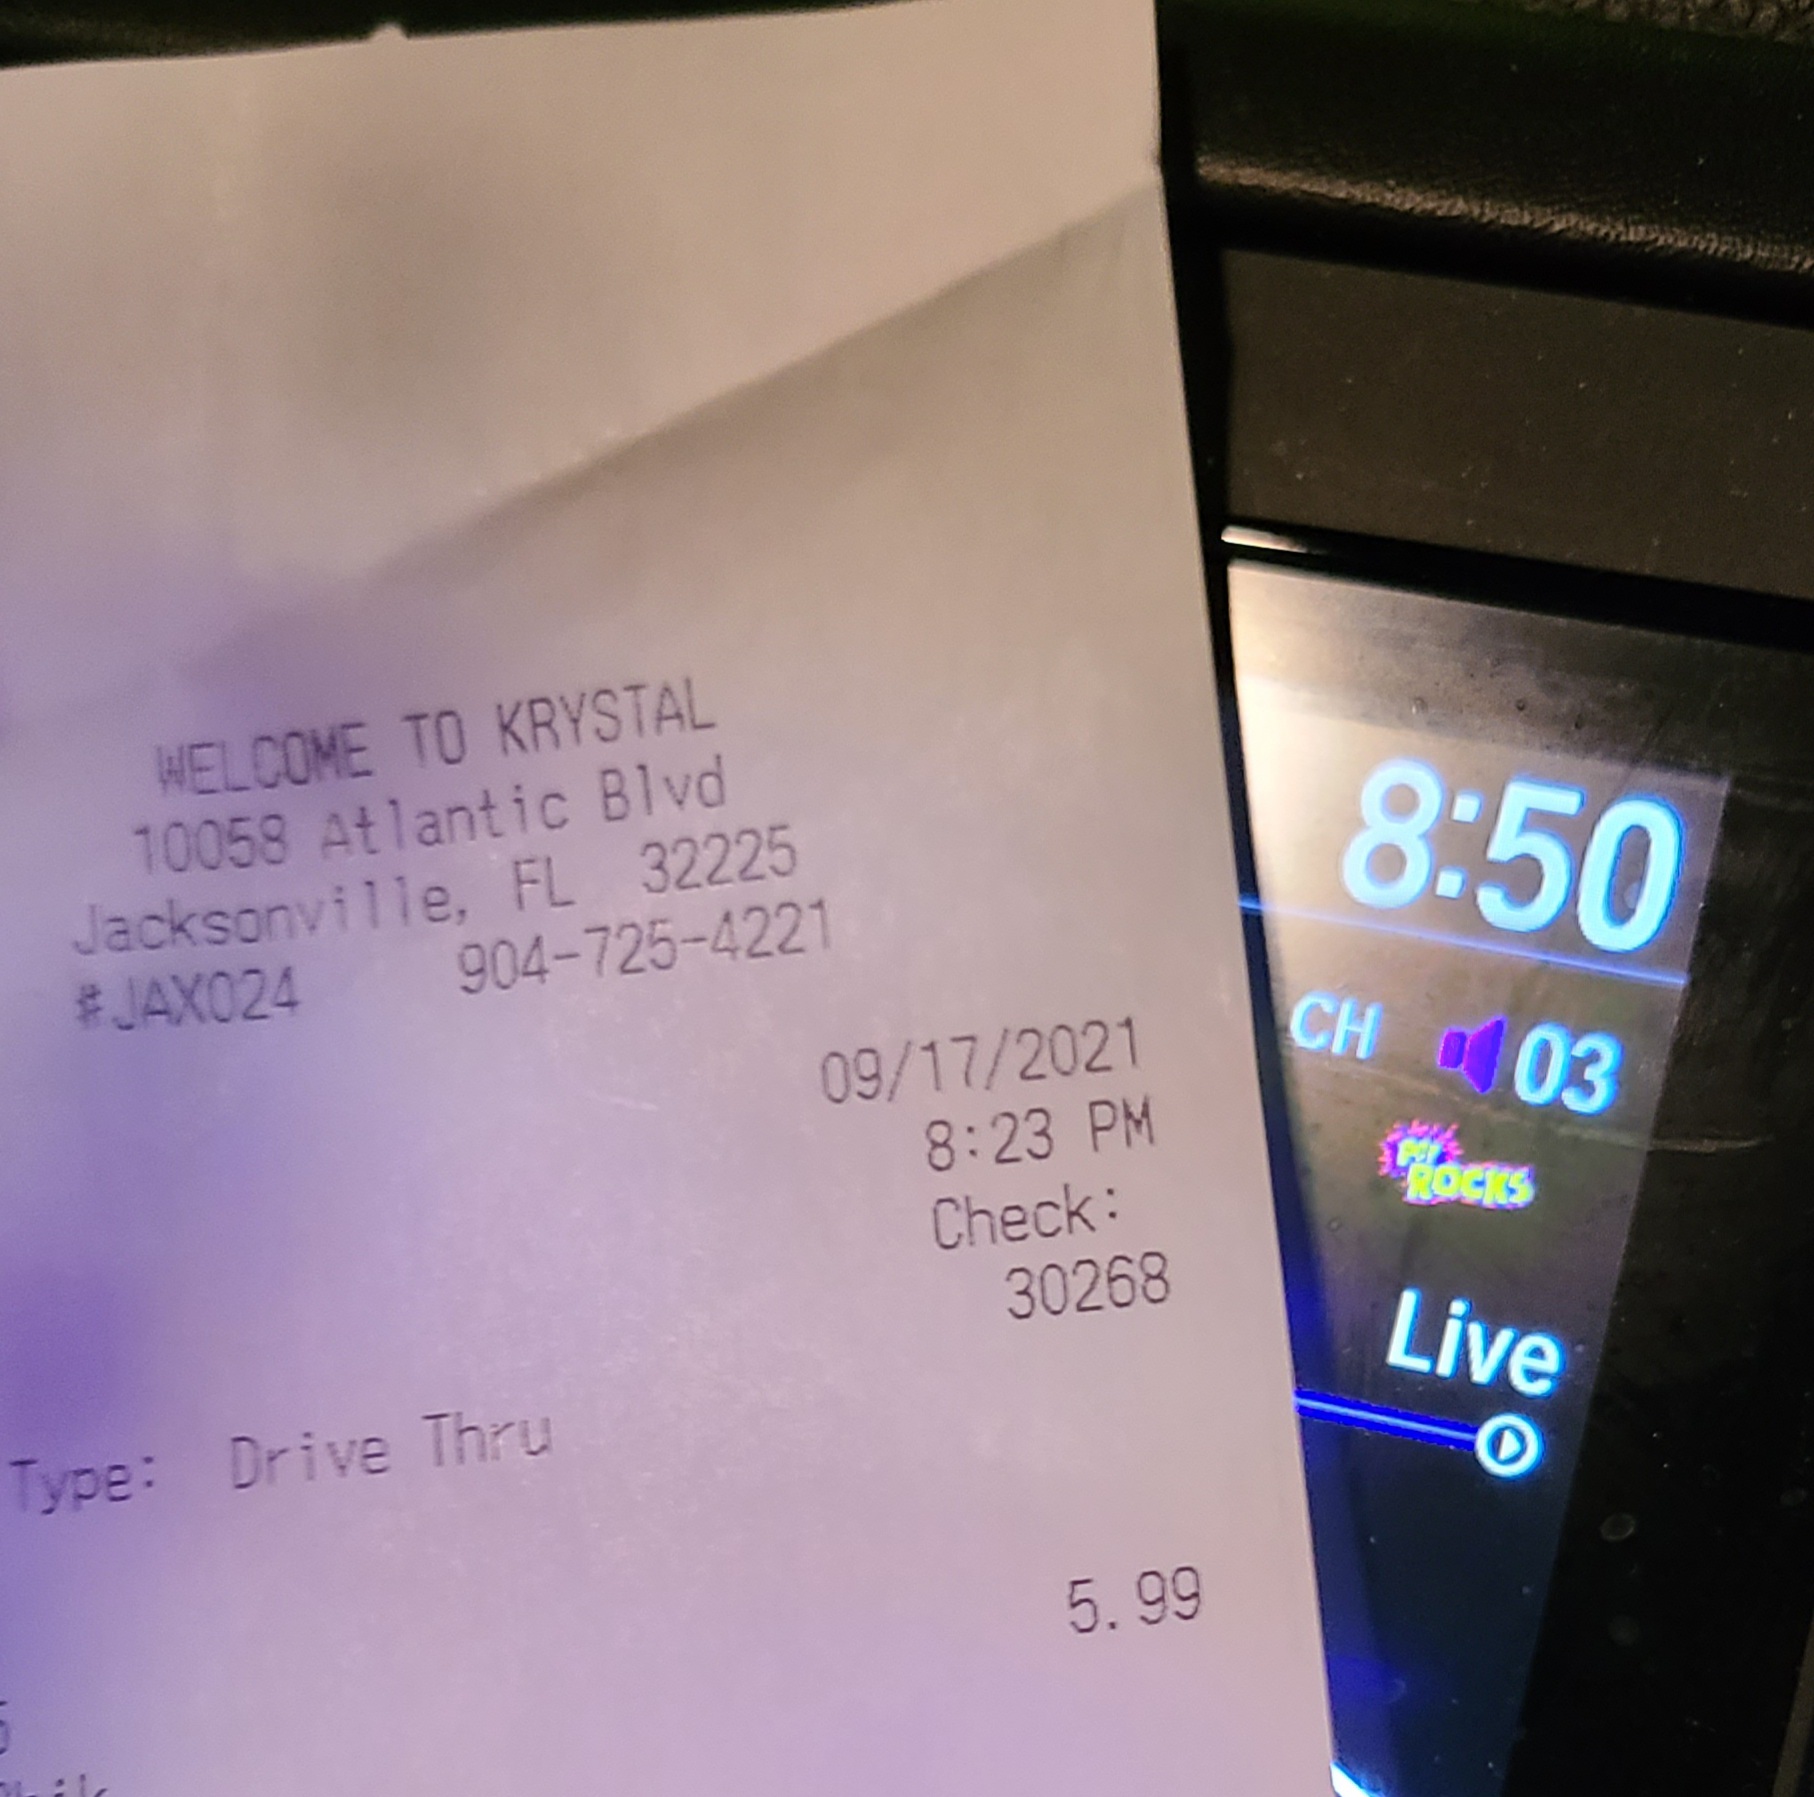 WELCOME TO KRYSTAL
10058 Atlantic Blvd
Jacksonville, FL 32225
#JAX024 904-725-4221
09/17/2021
8:23 PM
Check:
30268
Type: Drive Thru
5.99
8:50
CH 03
ROCKS
Live